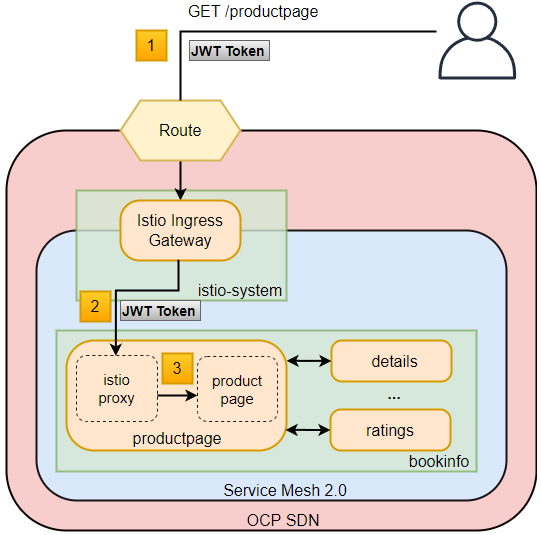 GET /productpage
1
JWT Token
Route
Istio Ingress
Gateway
istio-system
2
JWT Token
istio
proxy
3
product
page
productpage
details
...
ratings
bookinfo
Service Mesh 2.0
OCP SDN